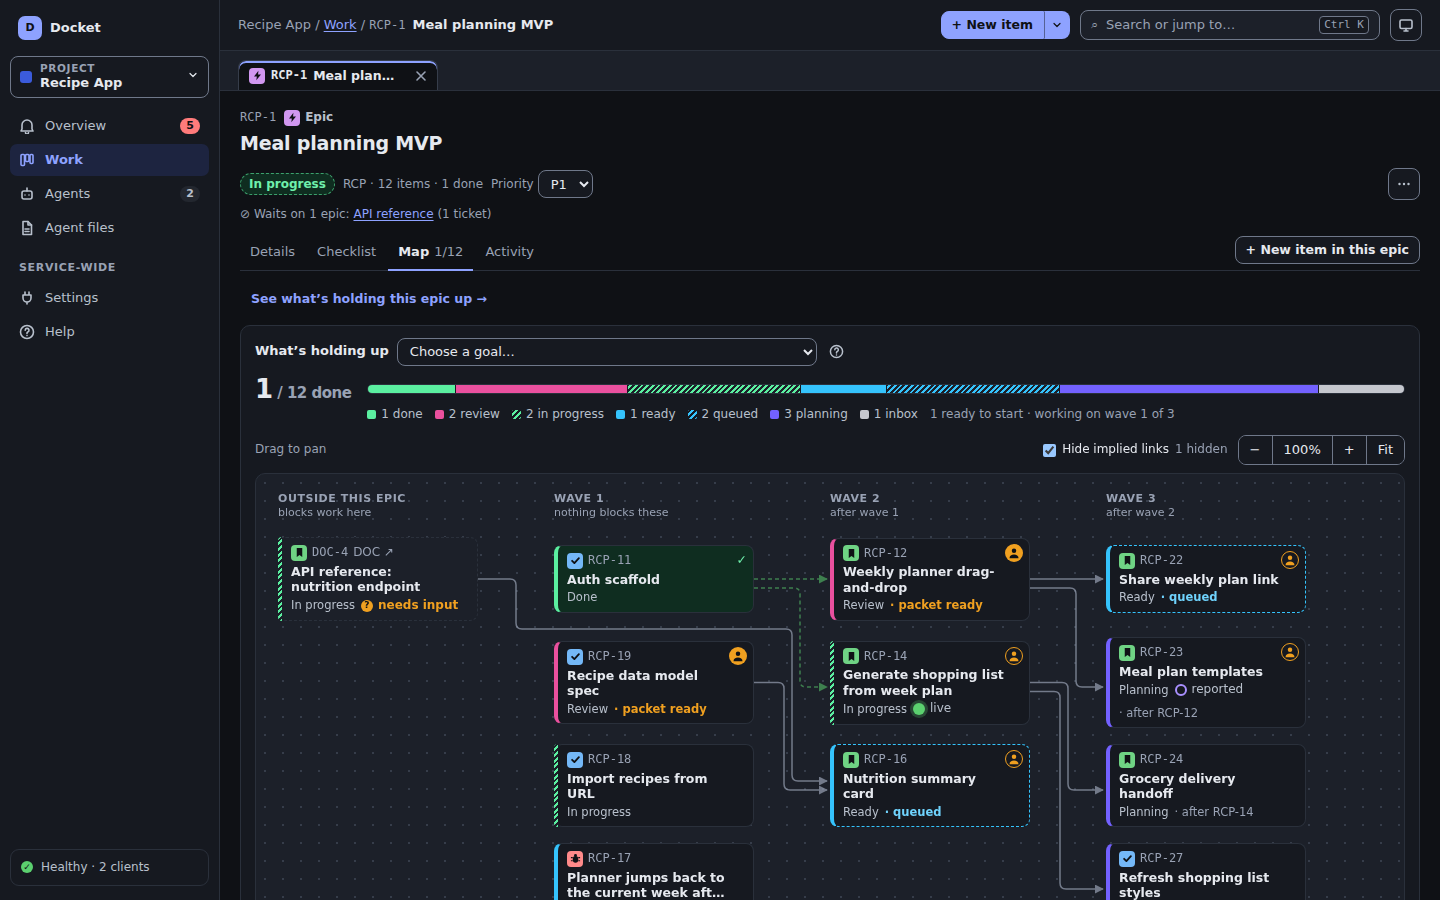 D Docket
PROJECT
Recipe App
Overview 5
Work
Agents 2
Agent files
SERVICE-WIDE
Settings
Help
Healthy · 2 clients
Recipe App / Work / RCP-1 Meal planning MVP
+ New item
Search or jump to… Ctrl K
RCP-1 Meal plan… ×
RCP-1 Epic
Meal planning MVP
In progress RCP · 12 items · 1 done Priority P1
⊘ Waits on 1 epic: API reference (1 ticket)
Details Checklist Map 1/12 Activity
+ New item in this epic
See what’s holding this epic up →
What’s holding up Choose a goal…
1 / 12 done
1 done 2 review 2 in progress 1 ready 2 queued 3 planning 1 inbox 1 ready to start · working on wave 1 of 3
Drag to pan
Hide implied links 1 hidden − 100% + Fit
OUTSIDE THIS EPIC
blocks work here
DOC-4 DOC ↗
API reference:
nutrition endpoint
In progress ? needs input
WAVE 1
nothing blocks these
RCP-11 ✓
Auth scaffold
Done
RCP-19
Recipe data model
spec
Review · packet ready
RCP-18
Import recipes from
URL
In progress
RCP-17
Planner jumps back to
the current week aft…
WAVE 2
after wave 1
RCP-12
Weekly planner drag-
and-drop
Review · packet ready
RCP-14
Generate shopping list
from week plan
In progress live
RCP-16
Nutrition summary
card
Ready · queued
WAVE 3
after wave 2
RCP-22
Share weekly plan link
Ready · queued
RCP-23
Meal plan templates
Planning reported
· after RCP-12
RCP-24
Grocery delivery
handoff
Planning · after RCP-14
RCP-27
Refresh shopping list
styles